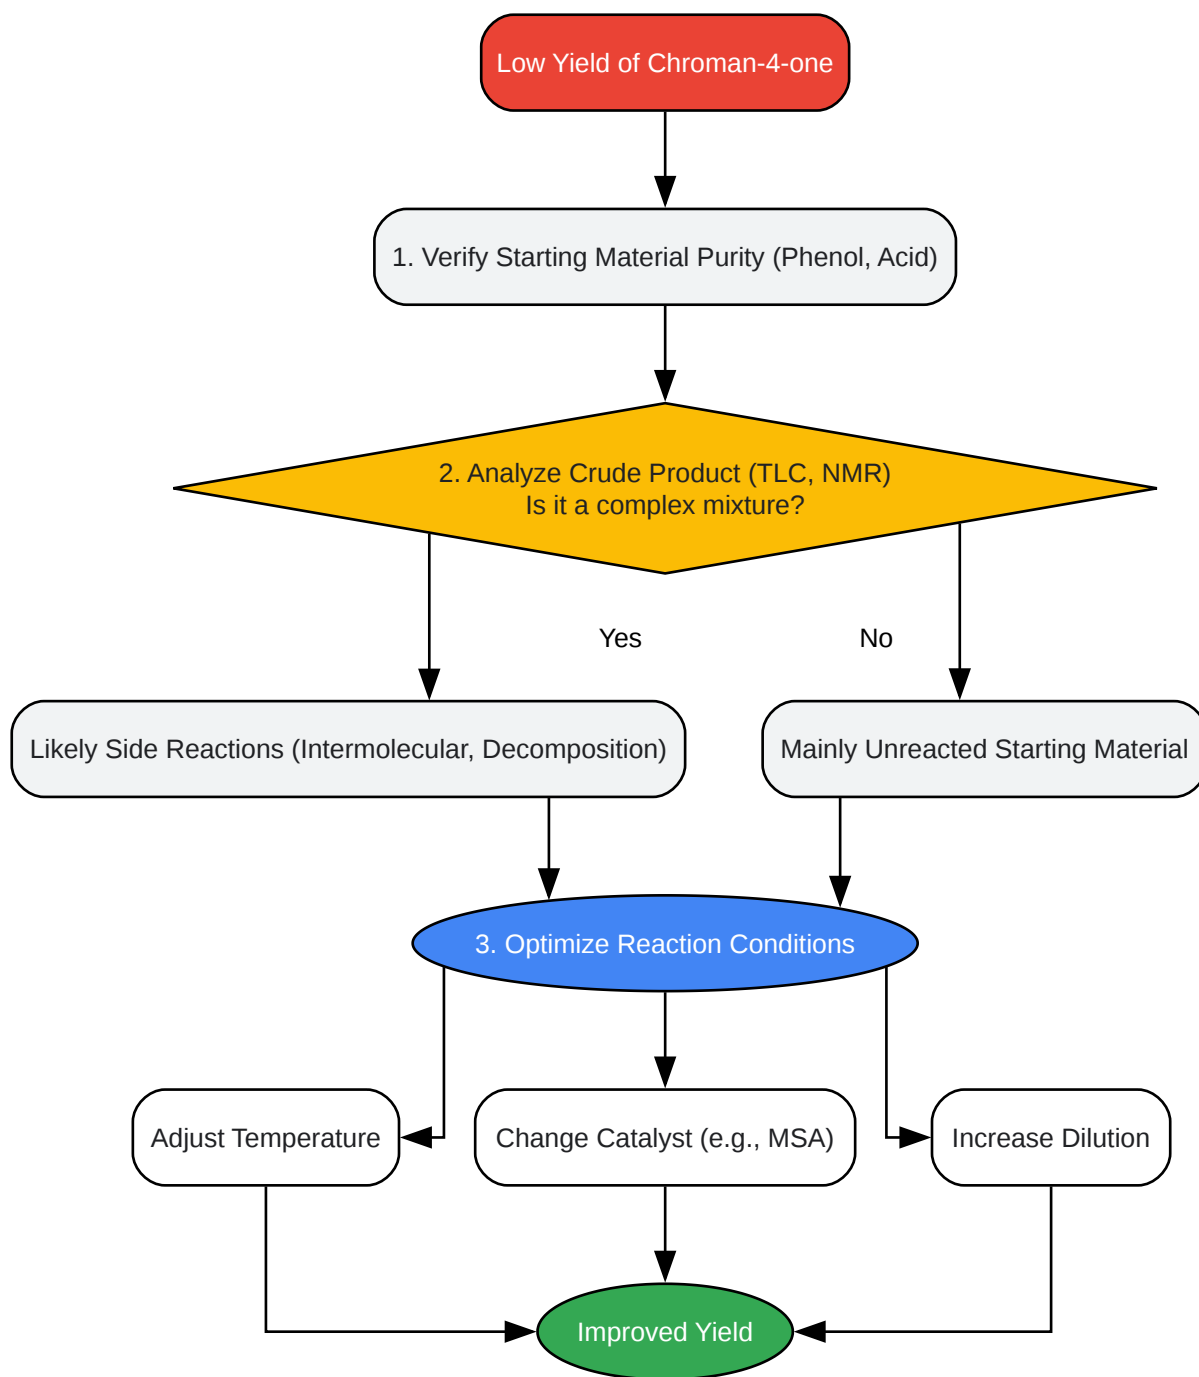 Low Yield of Chroman-4-one
1. Verify Starting Material Purity (Phenol, Acid)
2. Analyze Crude Product (TLC, NMR)
Is it a complex mixture?
Yes
No
Likely Side Reactions (Intermolecular, Decomposition)
Mainly Unreacted Starting Material
3. Optimize Reaction Conditions
Adjust Temperature
Change Catalyst (e.g., MSA)
Increase Dilution
Improved Yield